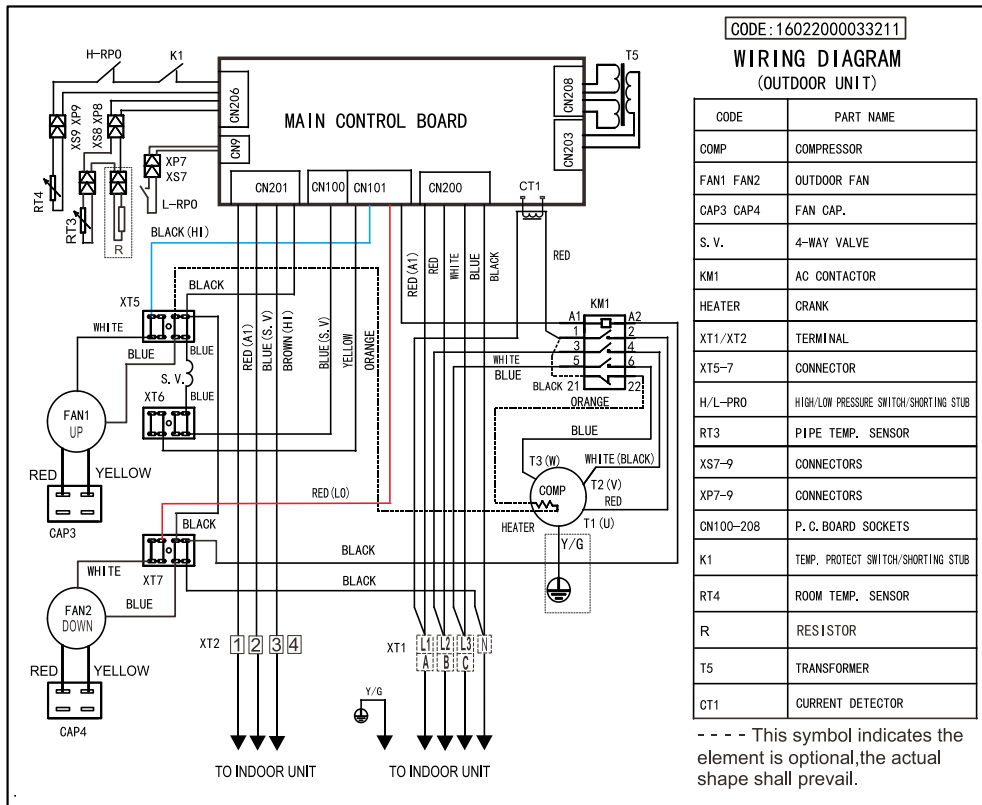 CODE:16022000033211
WIRING DIAGRAM
(OUTDOOR UNIT)
CODE PART NAME
COMP COMPRESSOR
FAN1 FAN2 OUTDOOR FAN
CAP3 CAP4 FAN CAP.
S.V. 4-WAY VALVE
KM1 AC CONTACTOR
HEATER CRANK
XT1/XT2 TERMINAL
XT5-7 CONNECTOR
H/L-PRO HIGH/LOW PRESSURE SWITCH/SHORTING STUB
RT3 PIPE TEMP. SENSOR
XS7-9 CONNECTORS
XP7-9 CONNECTORS
CN100-208 P.C.BOARD SOCKETS
K1 TEMP. PROTECT SWITCH/SHORTING STUB
RT4 ROOM TEMP. SENSOR
R RESISTOR
T5 TRANSFORMER
CT1 CURRENT DETECTOR
---- This symbol indicates the
element is optional,the actual
shape shall prevail.
H-RPO
K1
T5
CN206
CN208
MAIN CONTROL BOARD
XS9 XP9
XS8 XP8
CN9
CN203
XP7
XS7
CN201
CN100
CN101
CN200
CT1
RT4
RT3
R
L-RPO
BLACK(HI)
RED(A1)
RED
WHITE
BLUE
BLACK
RED
XT5
BLACK
KM1
A1
A2
WHITE
BLUE
BLUE
S.V.
BLUE
XT6
RED(A1)
BLUE(S.V)
BROWN(HI)
BLUE(S.V)
YELLOW
ORANGE
1
2
3
4
5
6
WHITE
BLUE
BLACK
21
22
ORANGE
FAN1
UP
BLUE
RED
YELLOW
CAP3
T3(W)
WHITE(BLACK)
COMP
T2(V)
RED
HEATER
T1(U)
Y/G
RED(LO)
BLACK
XT7
WHITE
BLUE
BLACK
BLACK
FAN2
DOWN
RED
YELLOW
CAP4
XT2
1
2
3
4
XT1
L1
L2
L3
N
A
B
C
Y/G
TO INDOOR UNIT
TO INDOOR UNIT